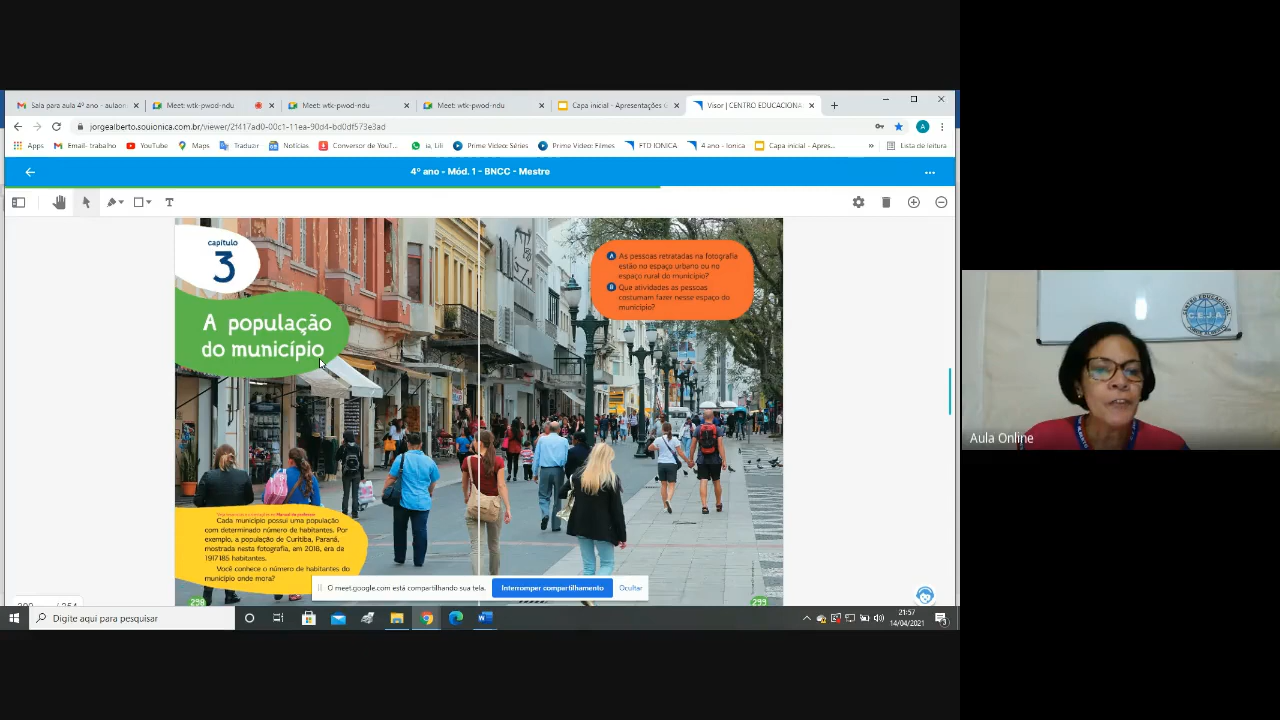 Sala para aula 4º ano - aulaon
Meet: wtk-pwod-ndu
Meet: wtk-pwod-ndu
Meet: wtk-pwod-ndu
Capa inicial - Apresentações
Visor | CENTRO EDUCACIONA
jorgealberto.souionica.com.br/viewer/2f417ad0-00c1-11ea-90d4-bd0df573e3ad
A
Apps
Email- trabalho
YouTube
Maps
Traduzir
Notícias
Conversor de YouT...
ia, Lili
Prime Video: Séries
Prime Video: Filmes
FTD IONICA
4 ano - Ionica
Capa inicial - Apres...
»
Lista de leitura
4º ano - Mód. 1 - BNCC - Mestre
T
capítulo
3
A população
do município
A As pessoas retratadas na fotografia
estão no espaço urbano ou no
espaço rural do município?
B Que atividades as pessoas
costumam fazer nesse espaço do
município?
Cada município possui uma população
com determinado número de habitantes. Por
exemplo, a população de Curitiba, Paraná,
mostrada nesta fotografia, em 2018, era de
1917185 habitantes.
Você conhece o número de habitantes do
município onde mora?
298
299
O meet.google.com está compartilhando sua tela.
Interromper compartilhamento
Ocultar
Digite aqui para pesquisar
21:57
14/04/2021
3
CENTRO EDUCACIONAL
C.E.J.A.
Aula Online